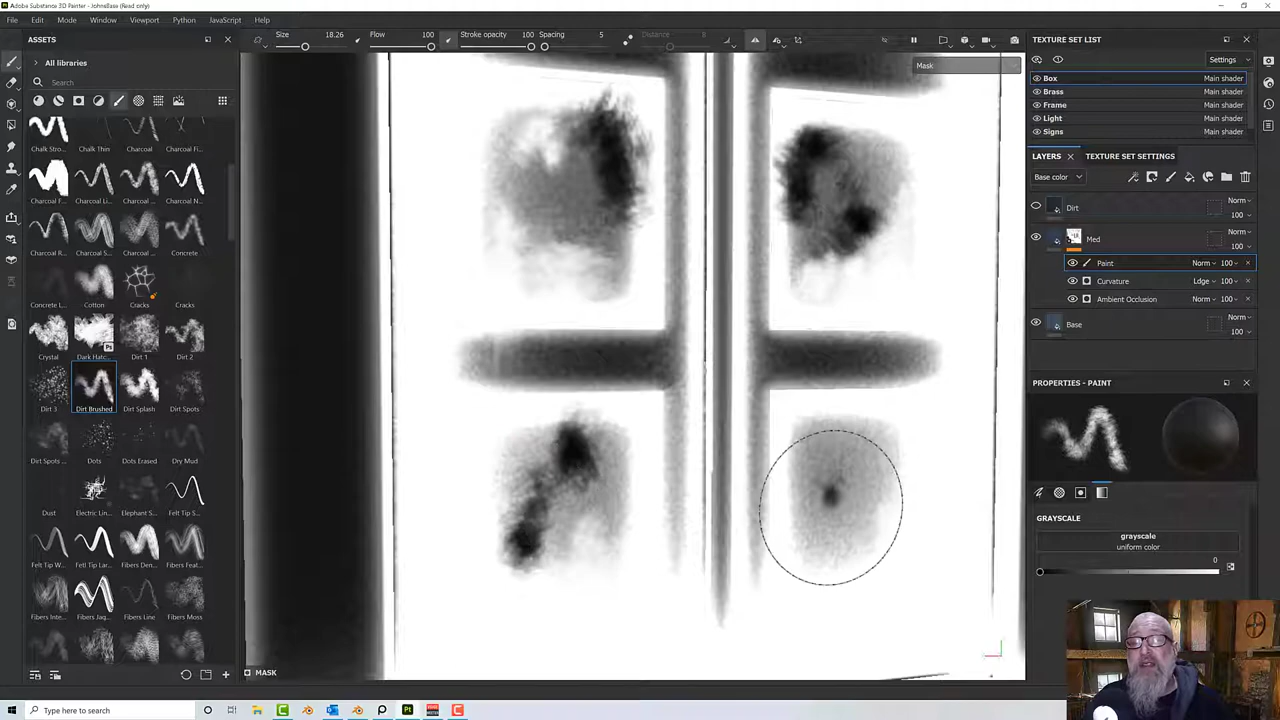 Adobe Substance 3D Painter - JohnsBase (Read only)
File Edit Mode Window Viewport Python JavaScript Help
ASSETS
Size 18.26 Flow 100 Stroke opacity 100 Spacing 5 Distance 8
All libraries
Search
Mask
Chalk Stro... Chalk Thin Charcoal Charcoal Fi...
Charcoal F... Charcoal Li... Charcoal ... Charcoal ...
Charcoal R... Charcoal S... Charcoal ... Concrete
Concrete L... Cotton Cracks Cracks
Crystal Dark Hatc... Dirt 1 Dirt 2
Dirt 3 Dirt Brushed Dirt Splash Dirt Spots
Dirt Spots ... Dots Dots Erased Dry Mud
Dust Electric Lin... Elephant S... Felt Tip S...
Felt Tip W... Felt Tip Lar... Fibers Den... Fibers Feat...
Fibers Inte... Fibers Jag... Fibers Line Fibers Moss
MASK
TEXTURE SET LIST
Settings
Box Main shader
Brass Main shader
Frame Main shader
Light Main shader
Signs Main shader
LAYERS TEXTURE SET SETTINGS
Base color
Dirt Norm 100
Med Norm 100
Paint Norm 100
Curvature Ldge 100
Ambient Occlusion Norm 100
Base Norm 100
PROPERTIES - PAINT
GRAYSCALE
grayscale
uniform color
0
Type here to search